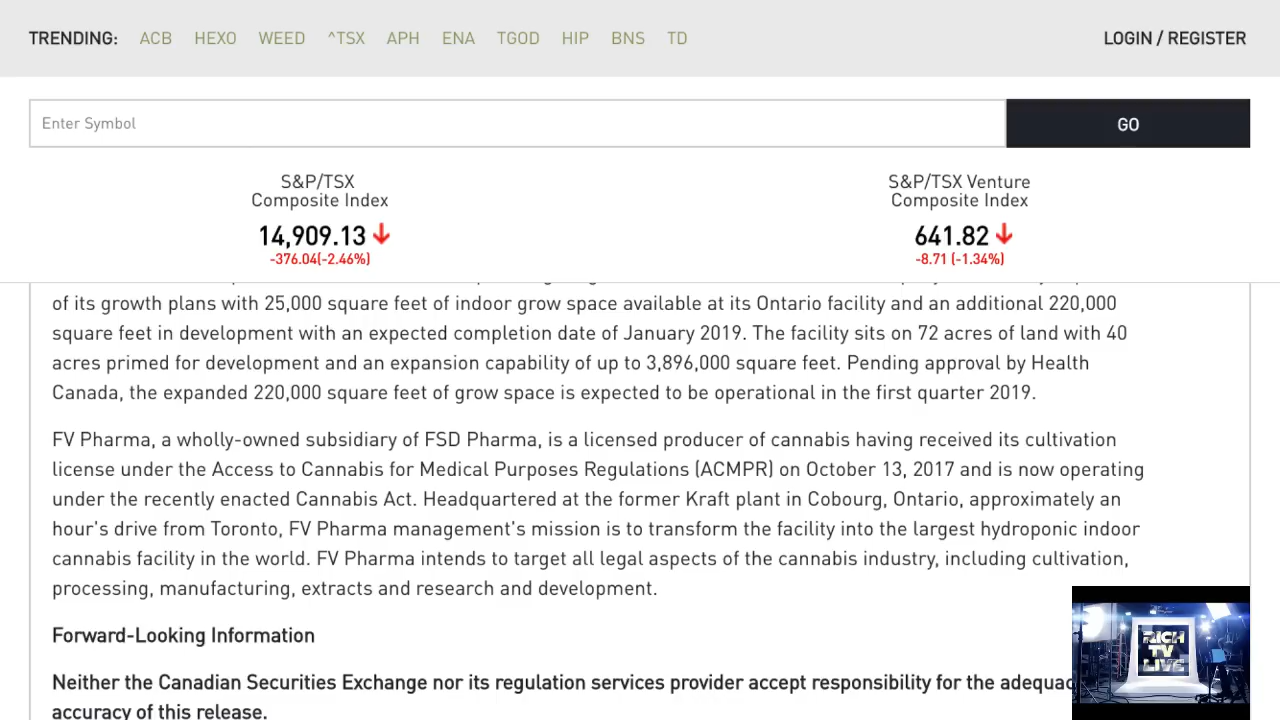 TRENDING: ACB HEXO WEED ^TSX APH ENA TGOD HIP BNS TD LOGIN / REGISTER
Enter Symbol GO
S&P/TSX S&P/TSX Venture
Composite Index Composite Index
14,909.13 641.82
-376.04(-2.46%) -8.71 (-1.34%)
of its growth plans with 25,000 square feet of indoor grow space available at its Ontario facility and an additional 220,000
square feet in development with an expected completion date of January 2019. The facility sits on 72 acres of land with 40
acres primed for development and an expansion capability of up to 3,896,000 square feet. Pending approval by Health
Canada, the expanded 220,000 square feet of grow space is expected to be operational in the first quarter 2019.
FV Pharma, a wholly-owned subsidiary of FSD Pharma, is a licensed producer of cannabis having received its cultivation
license under the Access to Cannabis for Medical Purposes Regulations (ACMPR) on October 13, 2017 and is now operating
under the recently enacted Cannabis Act. Headquartered at the former Kraft plant in Cobourg, Ontario, approximately an
hour's drive from Toronto, FV Pharma management's mission is to transform the facility into the largest hydroponic indoor
cannabis facility in the world. FV Pharma intends to target all legal aspects of the cannabis industry, including cultivation,
processing, manufacturing, extracts and research and development.
Forward-Looking Information
Neither the Canadian Securities Exchange nor its regulation services provider accept responsibility for the adequac
accuracy of this release.
RICH
TV
LIVE